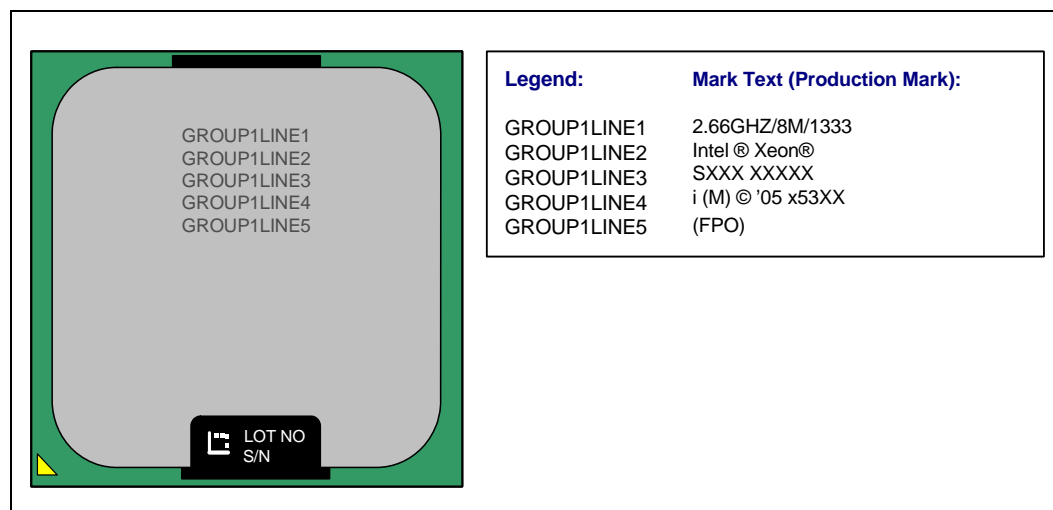 GROUP1LINE1
GROUP1LINE2
GROUP1LINE3
GROUP1LINE4
GROUP1LINE5
LOT NO
S/N
Legend: Mark Text (Production Mark):
GROUP1LINE1 2.66GHZ/8M/1333
GROUP1LINE2 Intel ® Xeon®
GROUP1LINE3 SXXX XXXXX
GROUP1LINE4 i (M) © '05 x53XX
GROUP1LINE5 (FPO)